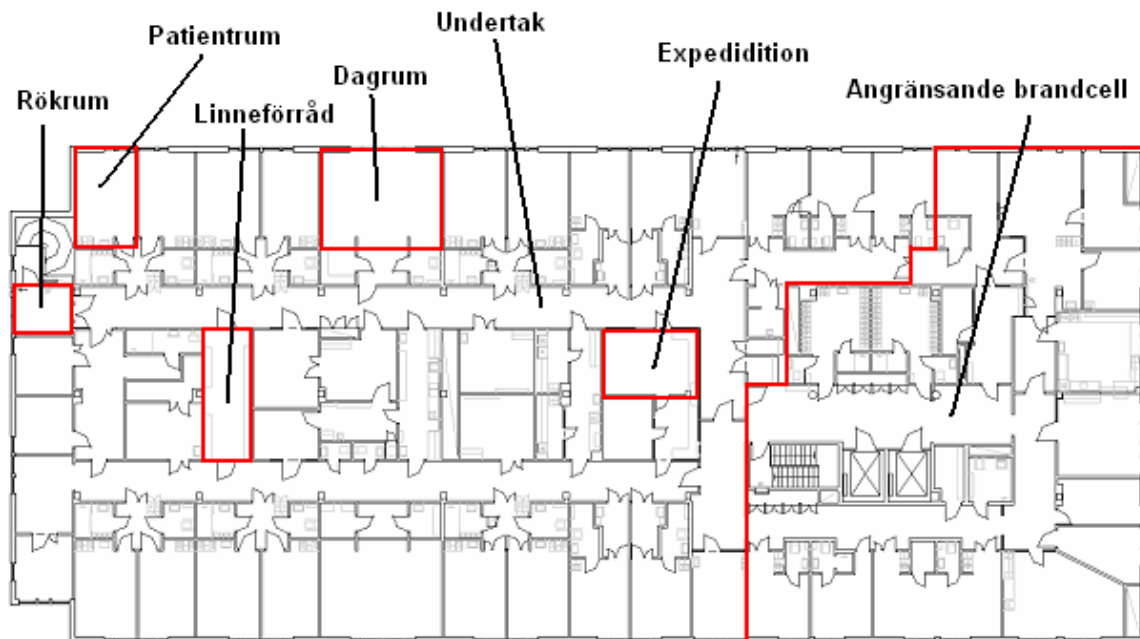 Undertak
Patientrum
Expedidition
Dagrum
Angränsande brandcell
Rökrum
Linneförråd